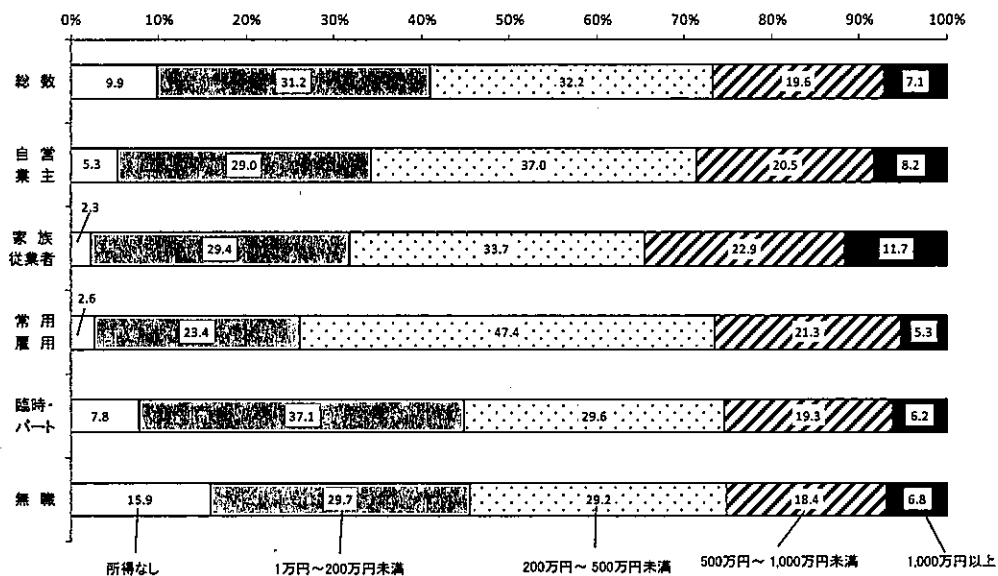 0% 10% 20% 30% 40% 50% 60% 70% 80% 90% 100%
総数 9.9 31.2 32.2 19.6 7.1
自営
業主 5.3 29.0 37.0 20.5 8.2
2.3
家族
従業者 29.4 33.7 22.9 11.7
2.6
常用
雇用 23.4 47.4 21.3 5.3
臨時・
パート 7.8 37.1 29.6 19.3 6.2
無職 15.9 29.7 29.2 18.4 6.8
所得なし 1万円～200万円未満 200万円～500万円未満 500万円～1,000万円未満 1,000万円以上